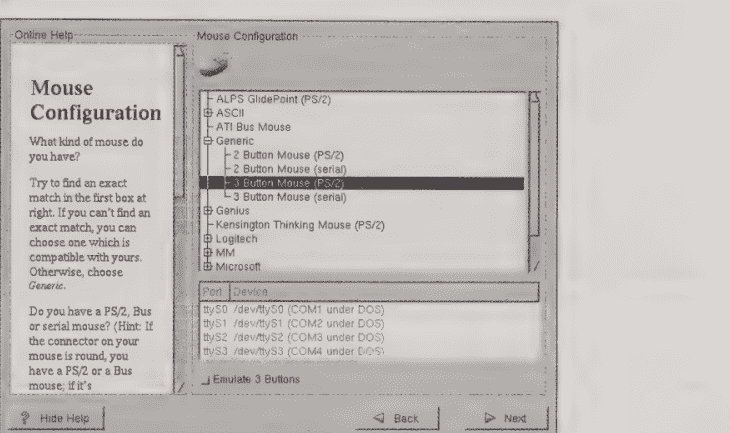 Online Help
Mouse
Configuration
What kind of mouse do
you have?
Try to find an exact
match in the first box at
right. If you can't find an
exact match, you can
choose one which is
compatible with yours.
Otherwise, choose
Generic.
Do you have a PS/2, Bus
or serial mouse? (Hint: If
the connector on your
mouse is round, you
have a PS/2 or a Bus
mouse; if it's
Mouse Configuration
ALPS GlidePoint (PS/2)
ASCII
ATI Bus Mouse
Generic
2 Button Mouse (PS/2)
2 Button Mouse (serial)
3 Button Mouse (PS/2)
3 Button Mouse (serial)
Genius
Kensington Thinking Mouse (PS/2)
Logitech
MM
Microsoft
Port Device
ttyS0 /dev/ttyS0 (COM1 under DOS)
ttyS1 /dev/ttyS1 (COM2 under DOS)
ttyS2 /dev/ttyS2 (COM3 under DOS)
ttyS3 /dev/ttyS3 (COM4 under DOS)
Emulate 3 Buttons
? Hide Help
Back
Next